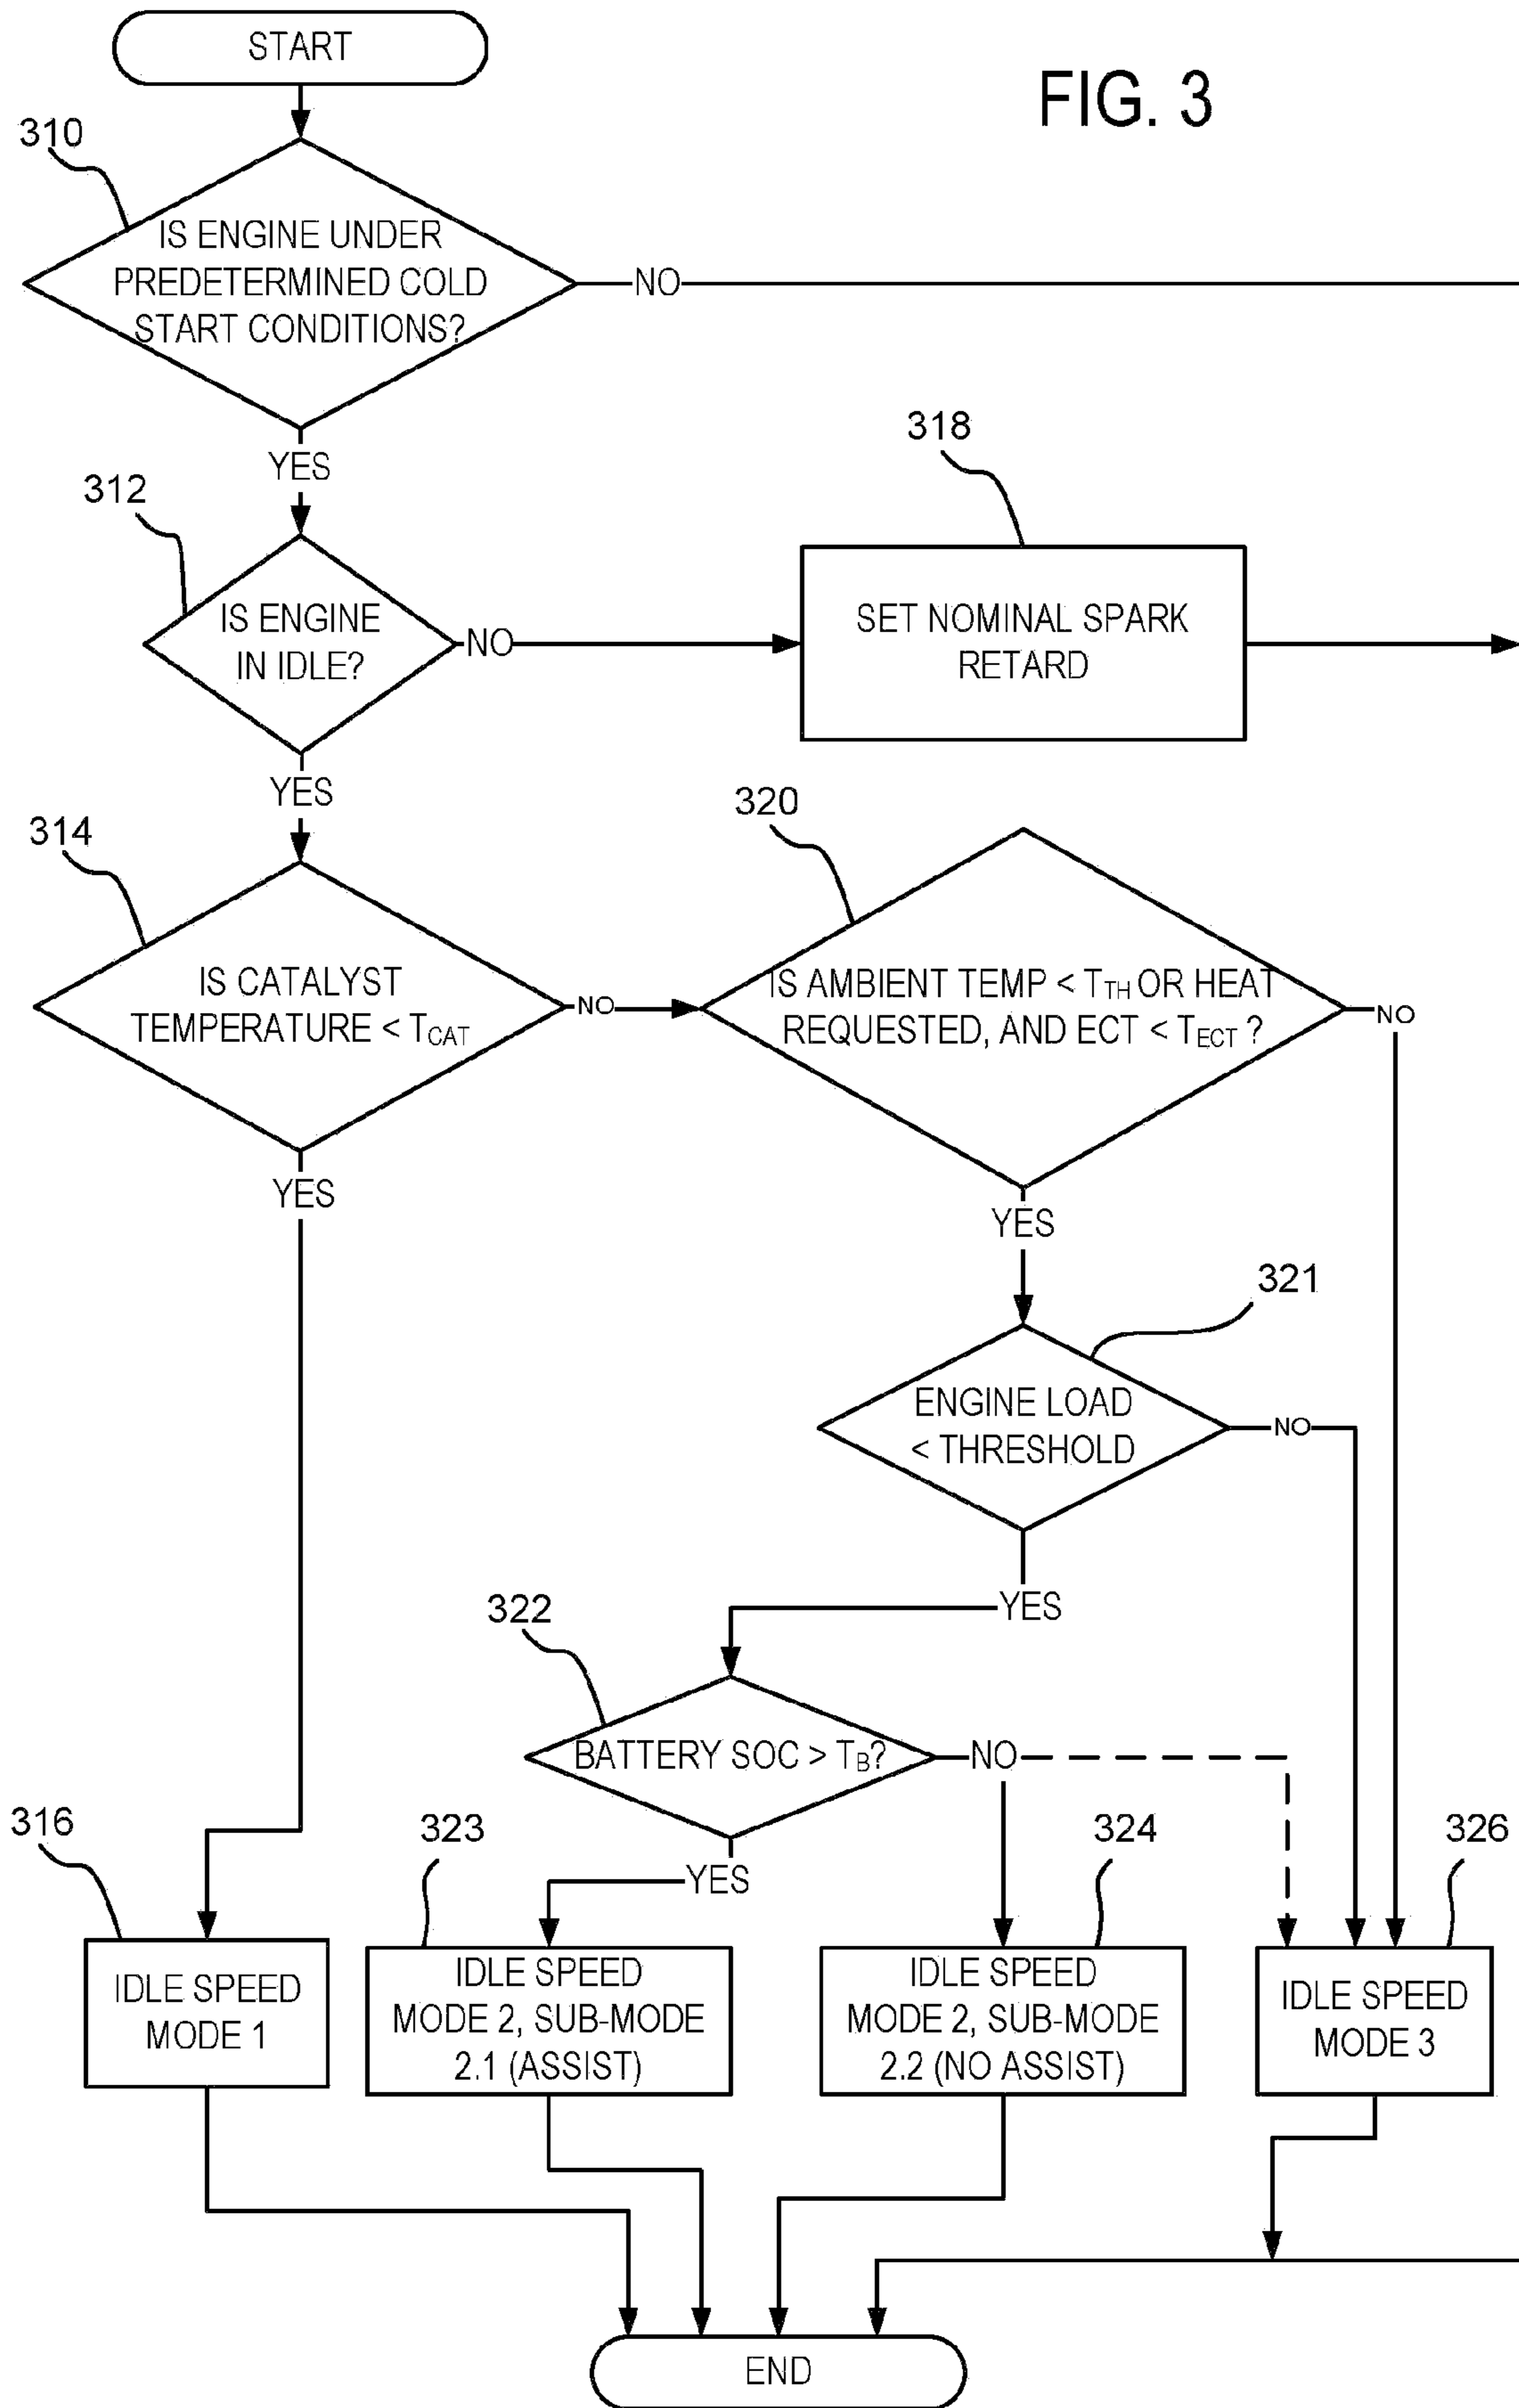 START
FIG. 3
310
IS ENGINE UNDER
PREDETERMINED COLD
START CONDITIONS?
NO
YES
312
318
IS ENGINE
IN IDLE?
NO
SET NOMINAL SPARK
RETARD
YES
314
320
IS CATALYST
TEMPERATURE < TCAT
NO
IS AMBIENT TEMP < TTH OR HEAT
REQUESTED, AND ECT < TECT ?
NO
YES
YES
321
ENGINE LOAD
< THRESHOLD
NO
YES
322
BATTERY SOC > TB?
NO
YES
316
323
324
326
IDLE SPEED
MODE 1
IDLE SPEED
MODE 2, SUB-MODE
2.1 (ASSIST)
IDLE SPEED
MODE 2, SUB-MODE
2.2 (NO ASSIST)
IDLE SPEED
MODE 3
END